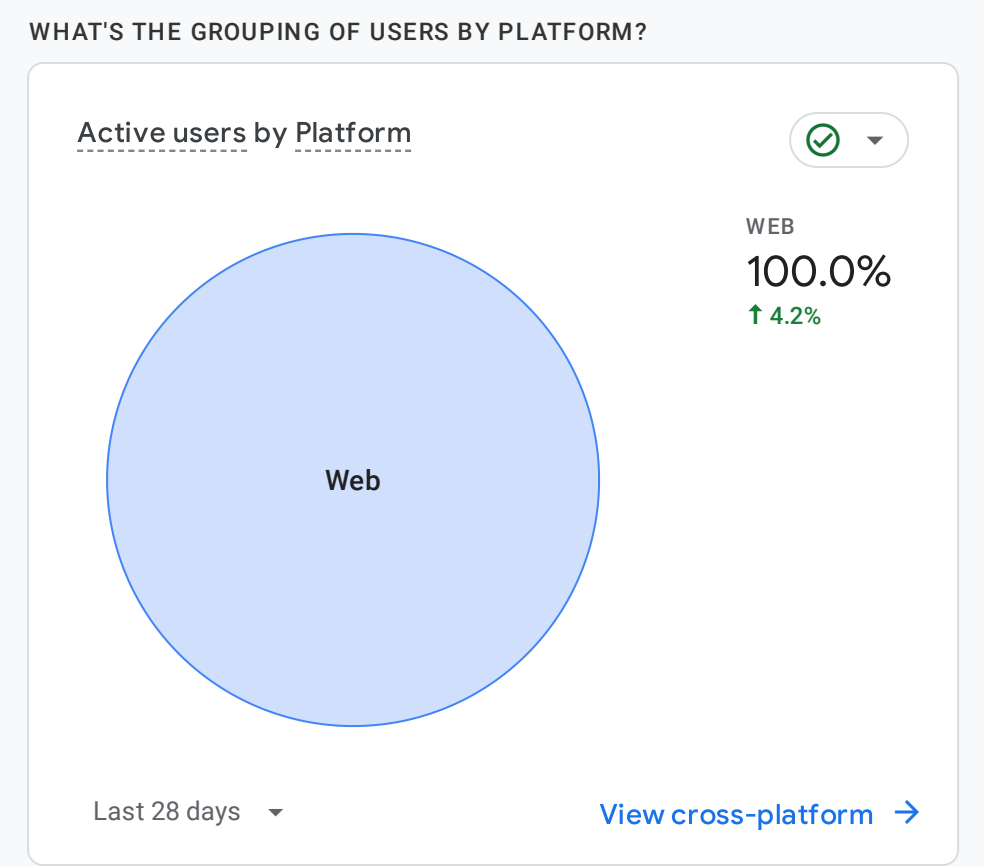 WHAT'S THE GROUPING OF USERS BY PLATFORM?
Active users by Platform
WEB
100.0%
↑ 4.2%
Web
Last 28 days
View cross-platform →